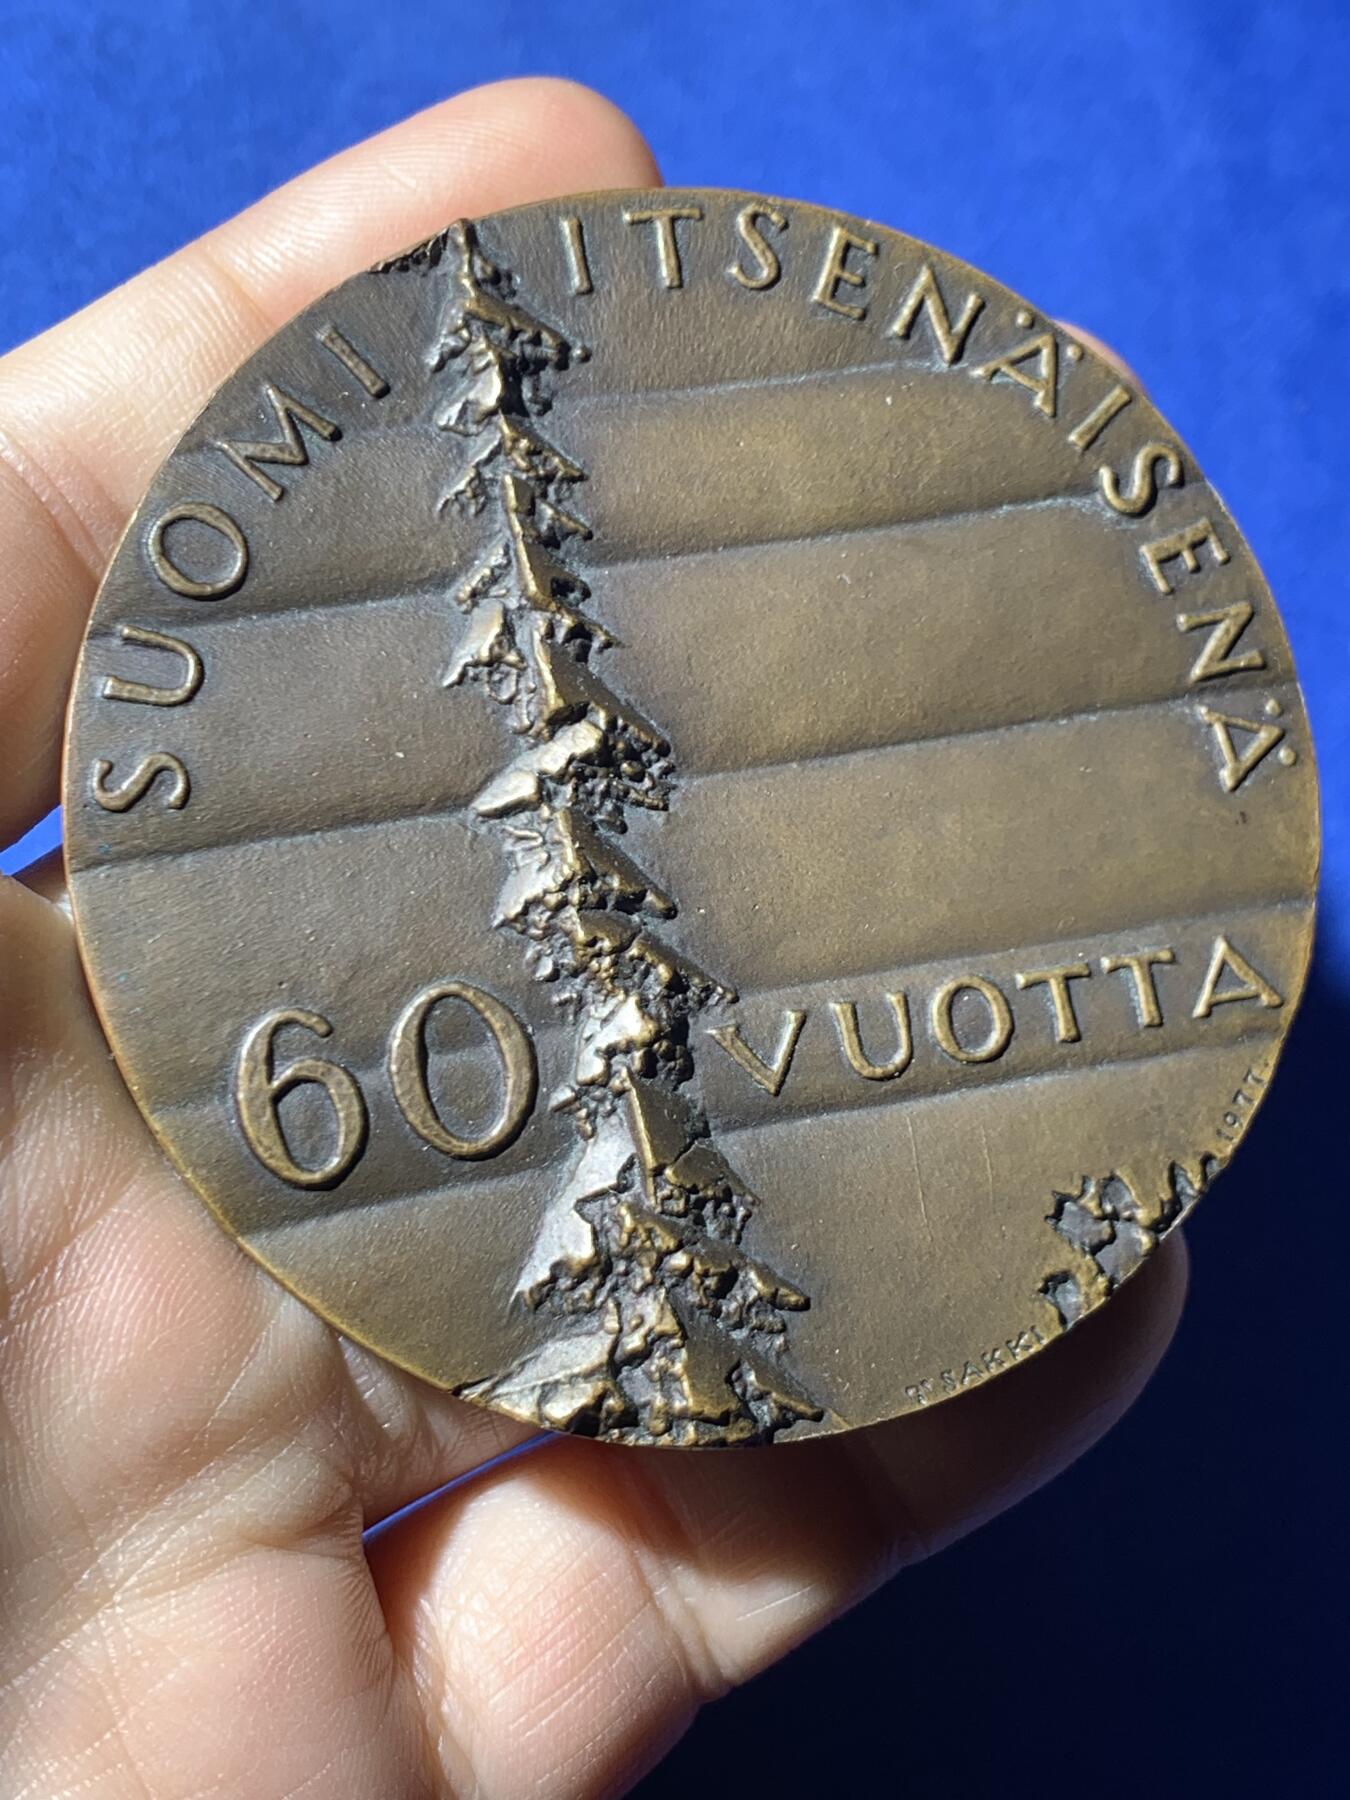 SUOMI ITSENÄISENÄ
60 VUOTTA
1977.
SAKKI